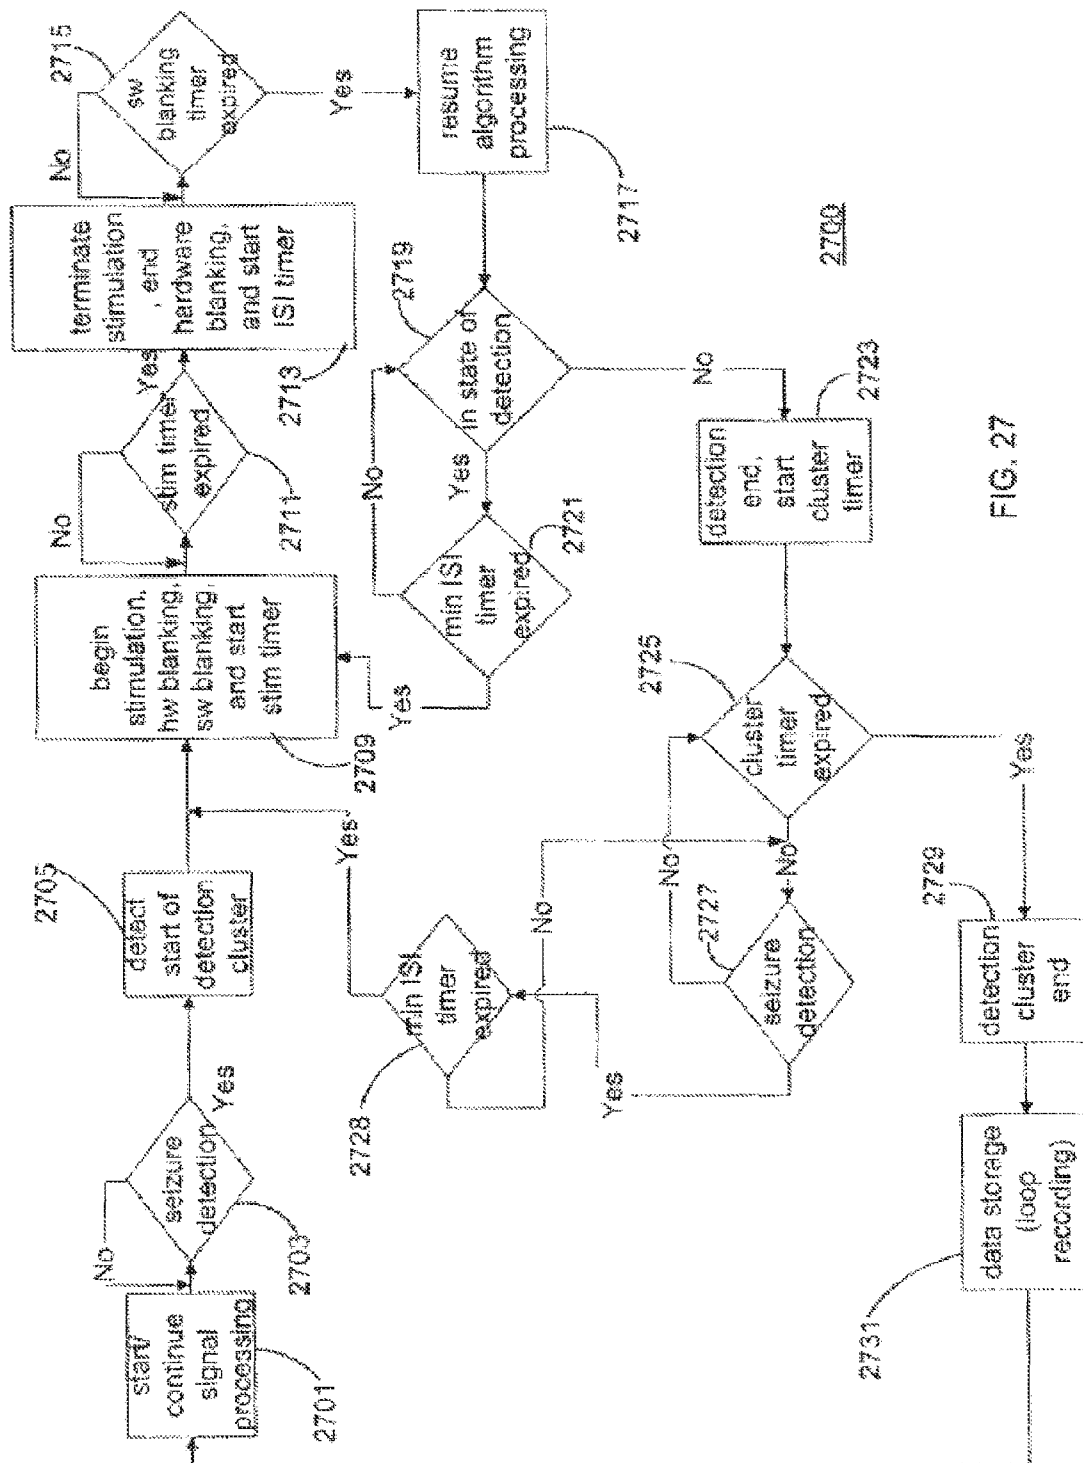 start/
continue
signal
processing
2701
No
seizure
detection
2703
Yes
detect
start of
detection
cluster
2705
begin
stimulation,
hw blanking,
sw blanking,
and start
stim timer
2709
No
stim timer
expired
2711
Yes
terminate
stimulation
, end
hardware
blanking,
and start
ISI timer
2713
No
sw
blanking
timer
expired
2715
Yes
resume
algorithm
processing
2717
in state of
detection
2719
Yes
No
min ISI
timer
expired
2721
Yes
No
detection
end,
start
cluster
timer
2723
cluster
timer
expired
2725
No
Yes
seizure
detection
2727
No
Yes
min ISI
timer
expired
2728
Yes
No
detection
cluster
end
2729
data storage
(loop
recording)
2731
2700
FIG. 27